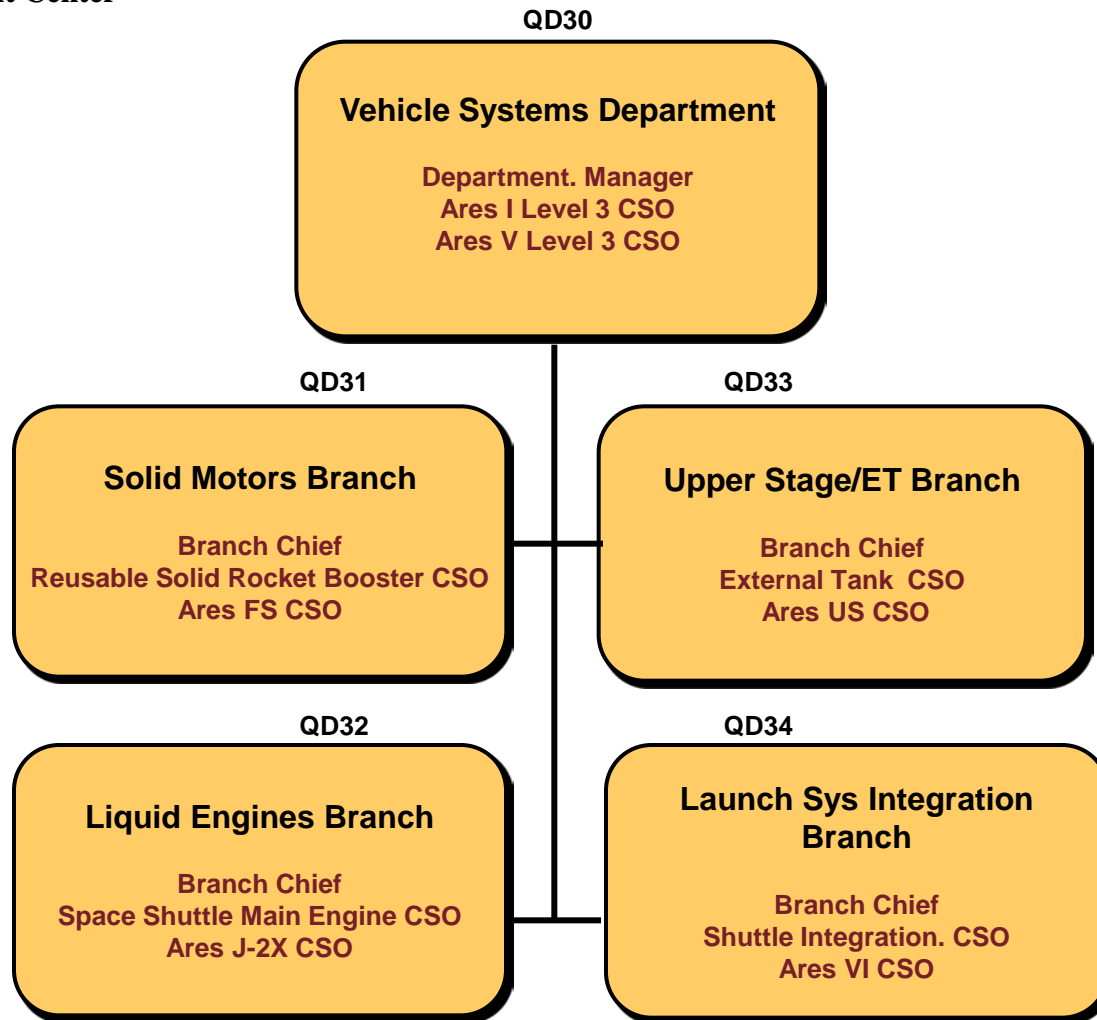 QD30
Vehicle Systems Department
Department. Manager
Ares I Level 3 CSO
Ares V Level 3 CSO
QD31
Solid Motors Branch
Branch Chief
Reusable Solid Rocket Booster CSO
Ares FS CSO
QD33
Upper Stage/ET Branch
Branch Chief
External Tank CSO
Ares US CSO
QD32
Liquid Engines Branch
Branch Chief
Space Shuttle Main Engine CSO
Ares J-2X CSO
QD34
Launch Sys Integration
Branch
Branch Chief
Shuttle Integration. CSO
Ares VI CSO